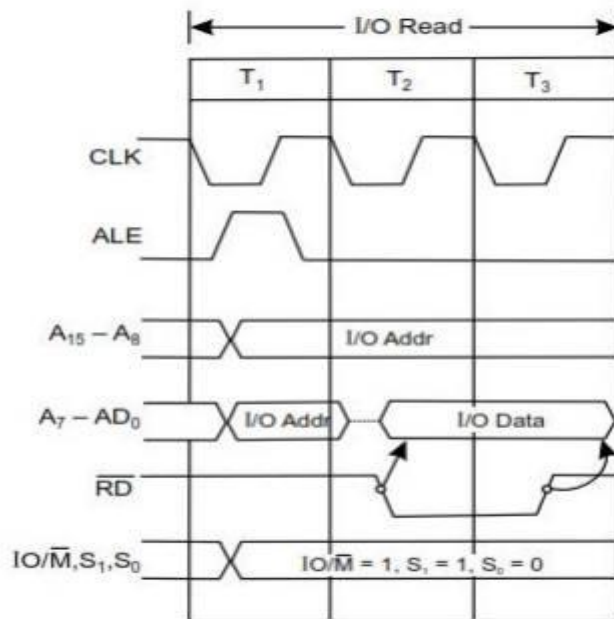 I/O Read
T₁ T₂ T₃
CLK
ALE
A₁₅ – A₈ I/O Addr
A₇ – AD₀ I/O Addr I/O Data
R̅D̅
IO/M̅,S₁,S₀ IO/M̅ = 1, S₁ = 1, S₀ = 0